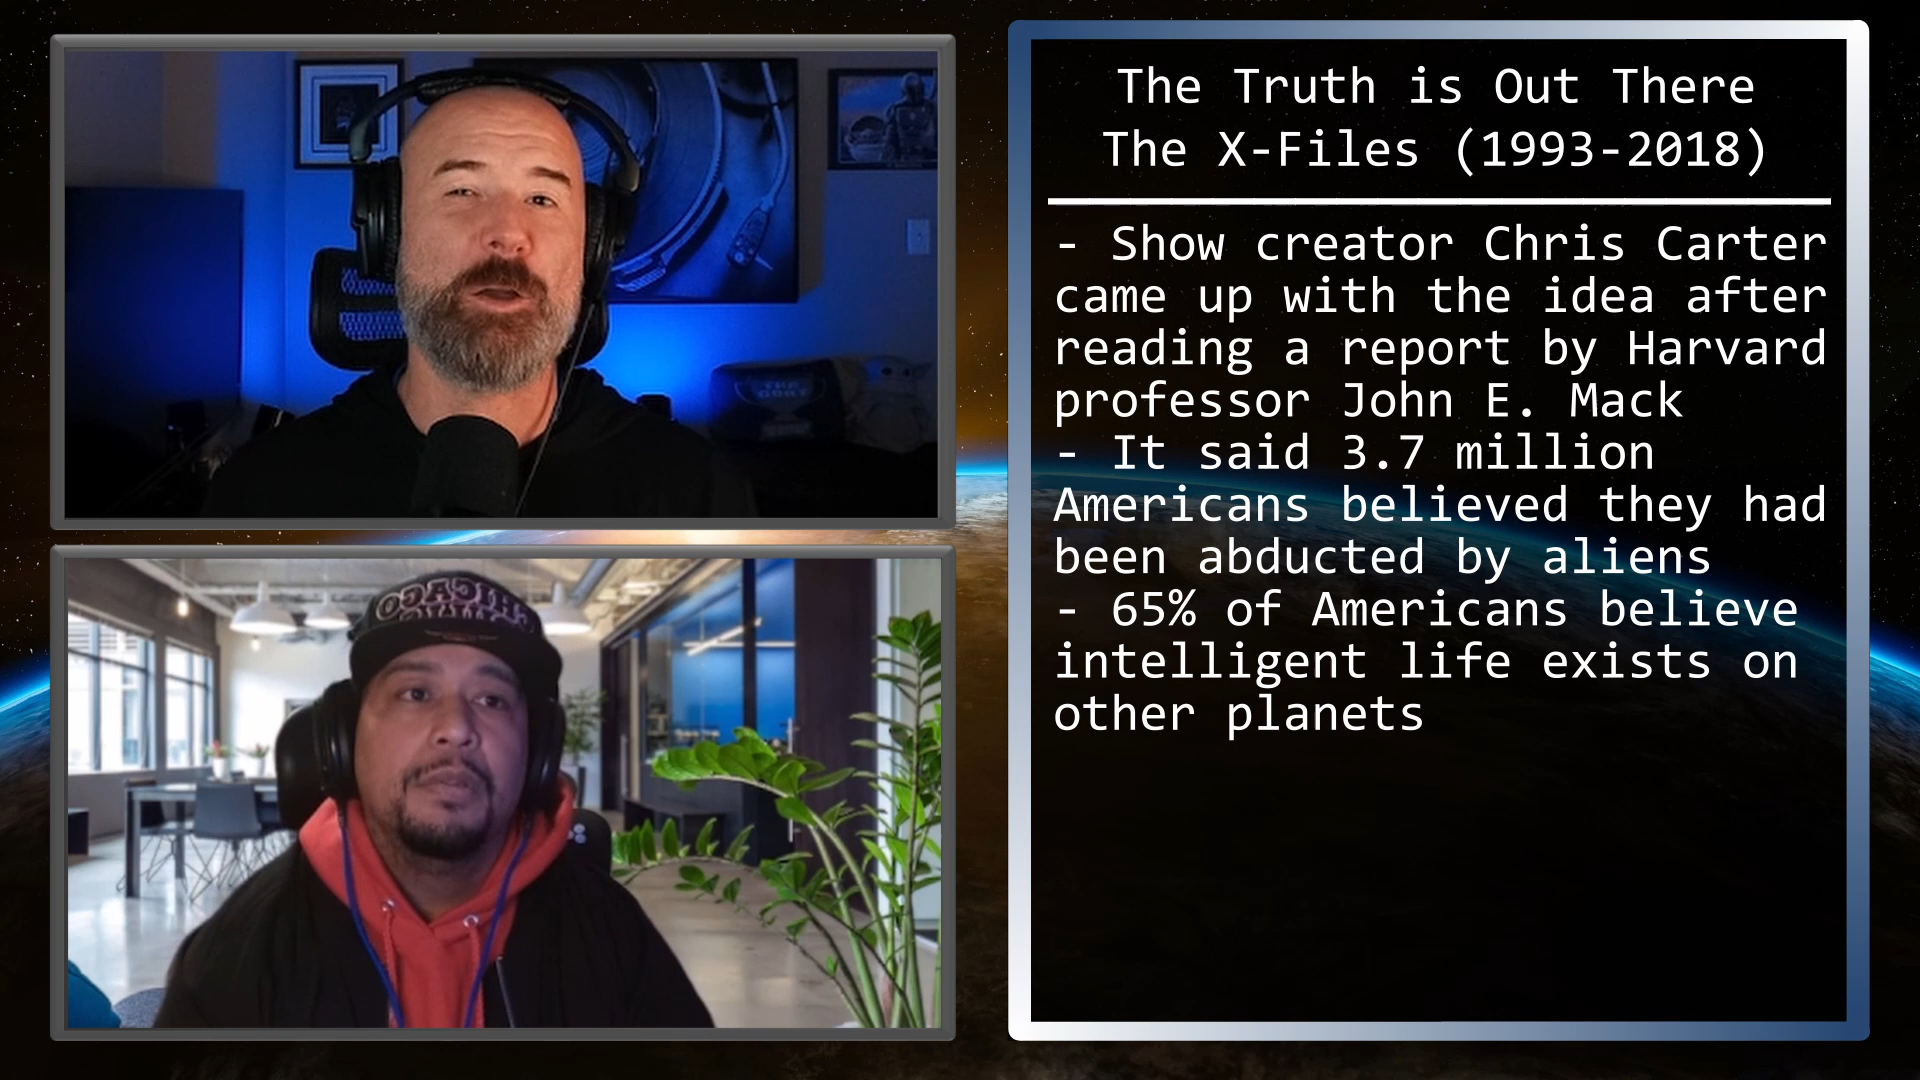 The Truth is Out There
The X-Files (1993-2018)
- Show creator Chris Carter
came up with the idea after
reading a report by Harvard
professor John E. Mack
- It said 3.7 million
Americans believed they had
been abducted by aliens
- 65% of Americans believe
intelligent life exists on
other planets
CHICAGO